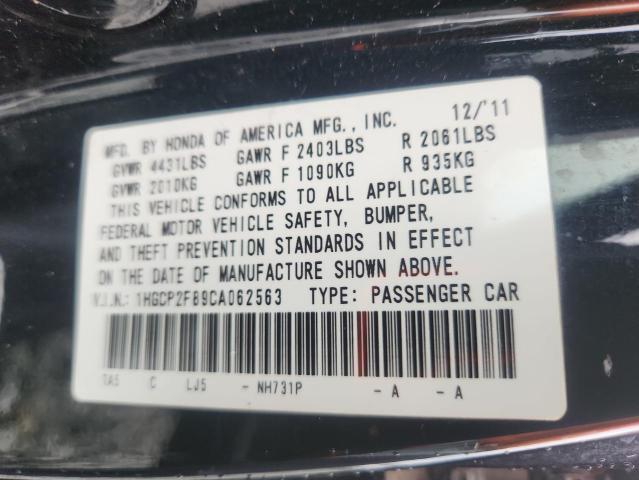 MFD. BY HONDA OF AMERICA MFG., INC. 12/'11
GVWR 4431LBS GAWR F 2403LBS R 2061LBS
GVWR 2010KG GAWR F 1090KG R 935KG
THIS VEHICLE CONFORMS TO ALL APPLICABLE
FEDERAL MOTOR VEHICLE SAFETY, BUMPER,
AND THEFT PREVENTION STANDARDS IN EFFECT
ON THE DATE OF MANUFACTURE SHOWN ABOVE.
V.I.N.: 1HGCP2F89CA062563 TYPE: PASSENGER CAR
TA5 C LJ5 - NH731P - A - A